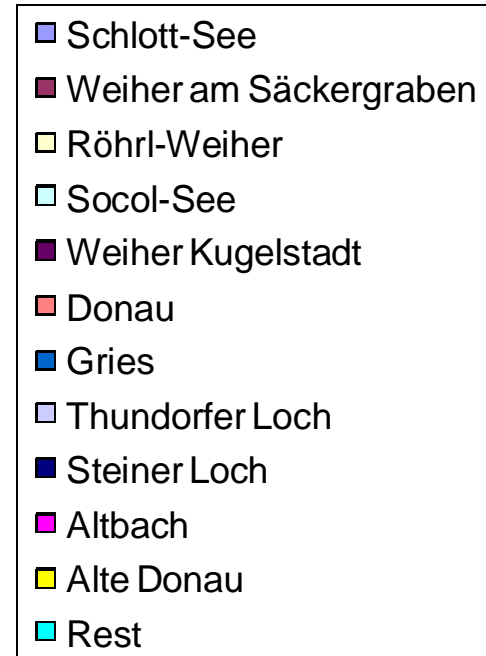 Schlott-See
Weiher am Säckergraben
Röhrl-Weiher
Socol-See
Weiher Kugelstadt
Donau
Gries
Thundorfer Loch
Steiner Loch
Altbach
Alte Donau
Rest